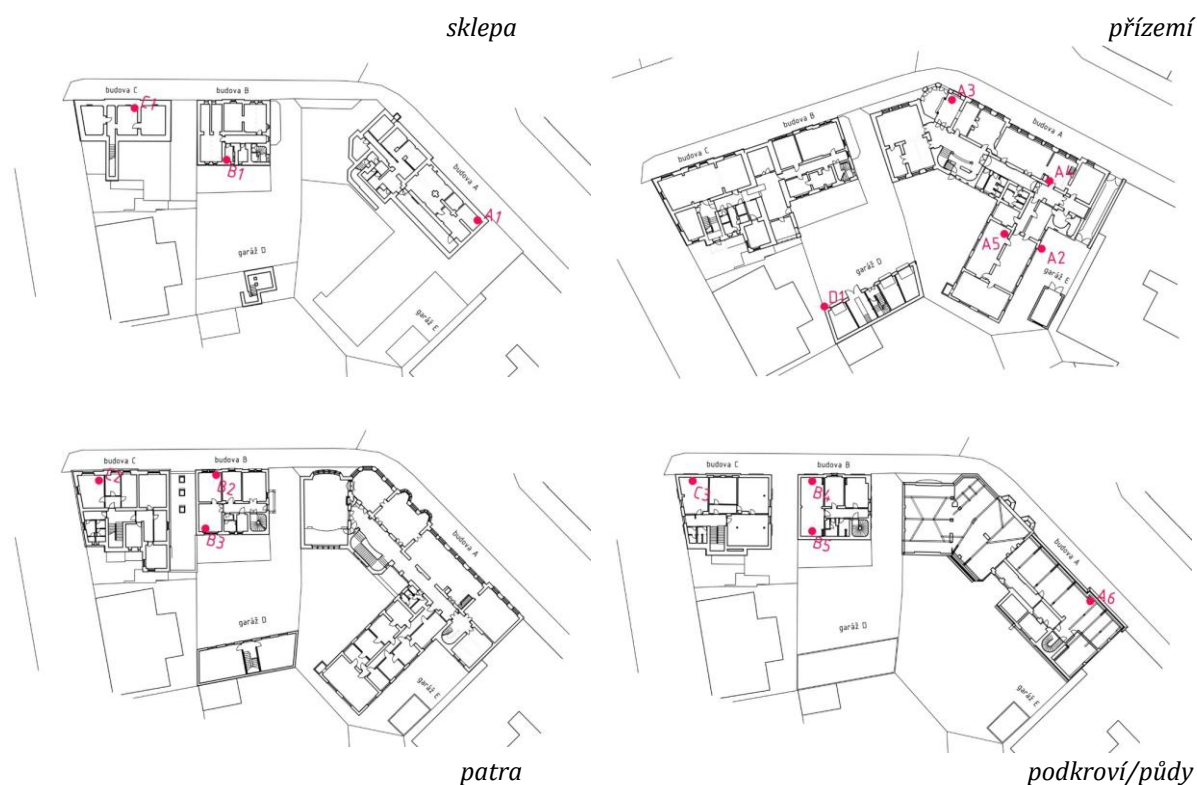 sklepa
budova C
budova B
C1
B1
budova A
A1
garáž D
garáž E
přízemí
A3
budova B
budova A
budova C
A4
A5
A2
garáž D
garáž E
D1
budova C
budova B
C2
B2
B3
budova A
garáž D
garáž E
patra
budova C
budova B
C3
B4
B5
budova A
A6
garáž D
garáž E
podkroví/půdy